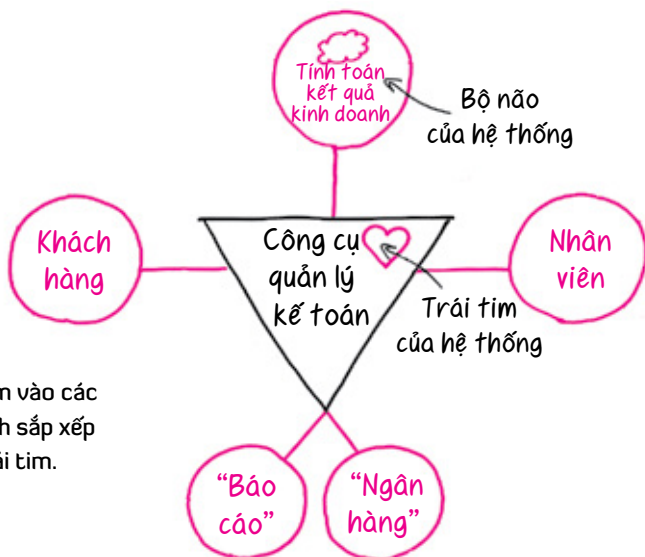 Tính toán
kết quả
kinh doanh
Bộ não
của hệ thống
Khách
hàng
Công cụ
quản lý
kế toán
Nhân
viên
Trái tim
của hệ thống
vào các
sắp xếp
tim.
“Báo
cáo”
“Ngân
hàng”